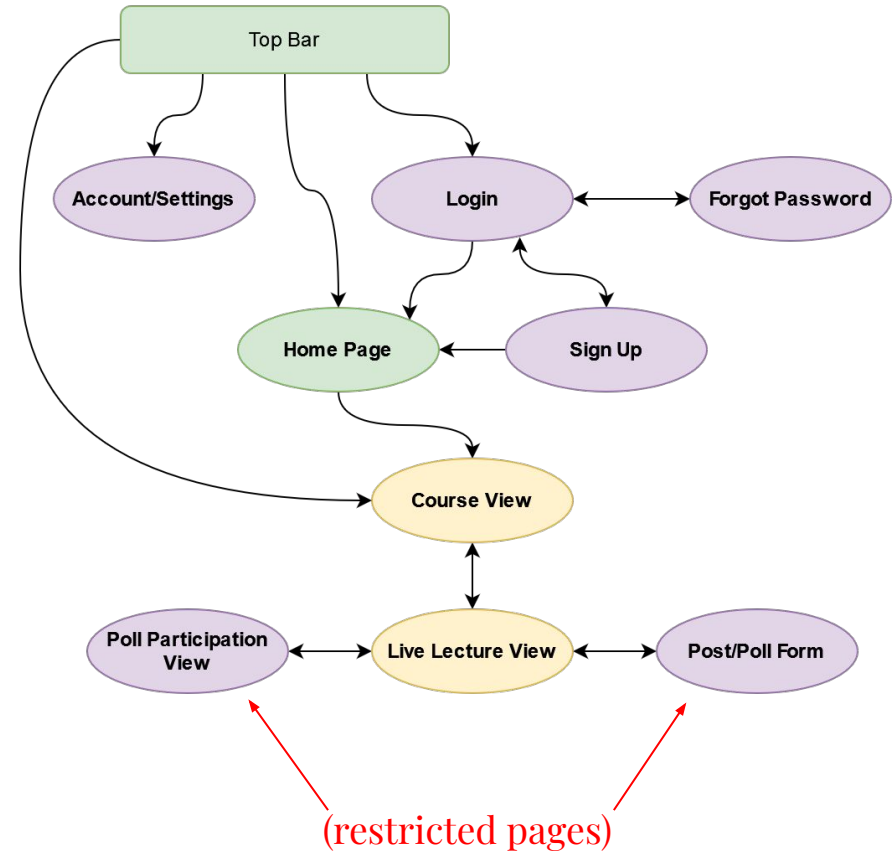 Top Bar
Account/Settings
Login
Forgot Password
Home Page
Sign Up
Course View
Poll Participation
View
Live Lecture View
Post/Poll Form
(restricted pages)